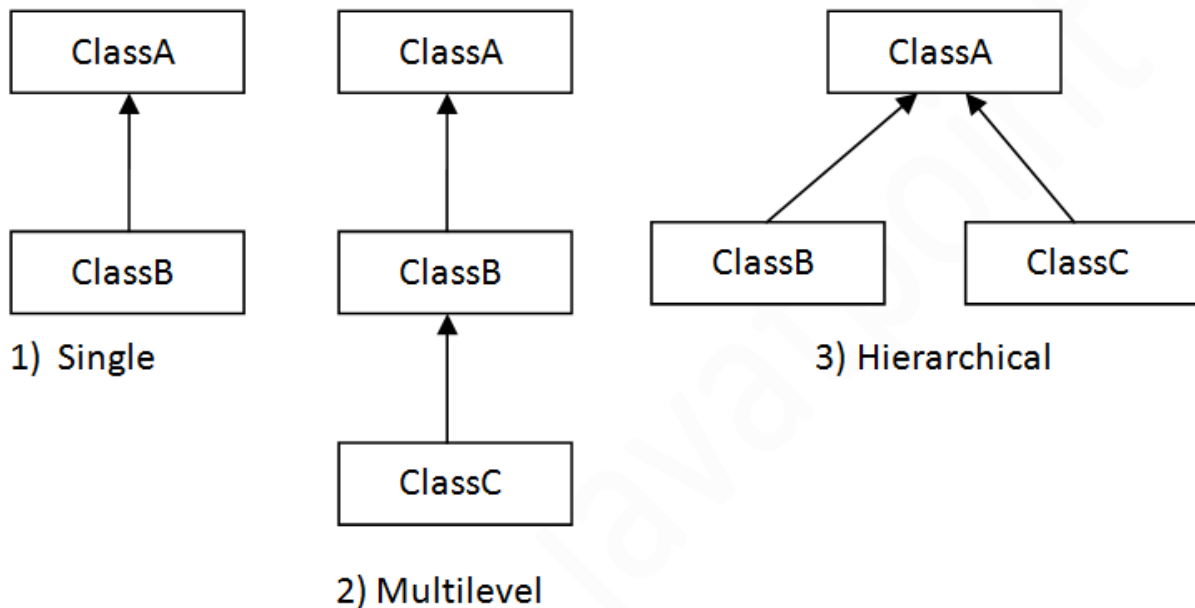 ClassA
ClassB
1) Single
ClassA
ClassB
ClassC
2) Multilevel
ClassA
ClassB
ClassC
3) Hierarchical